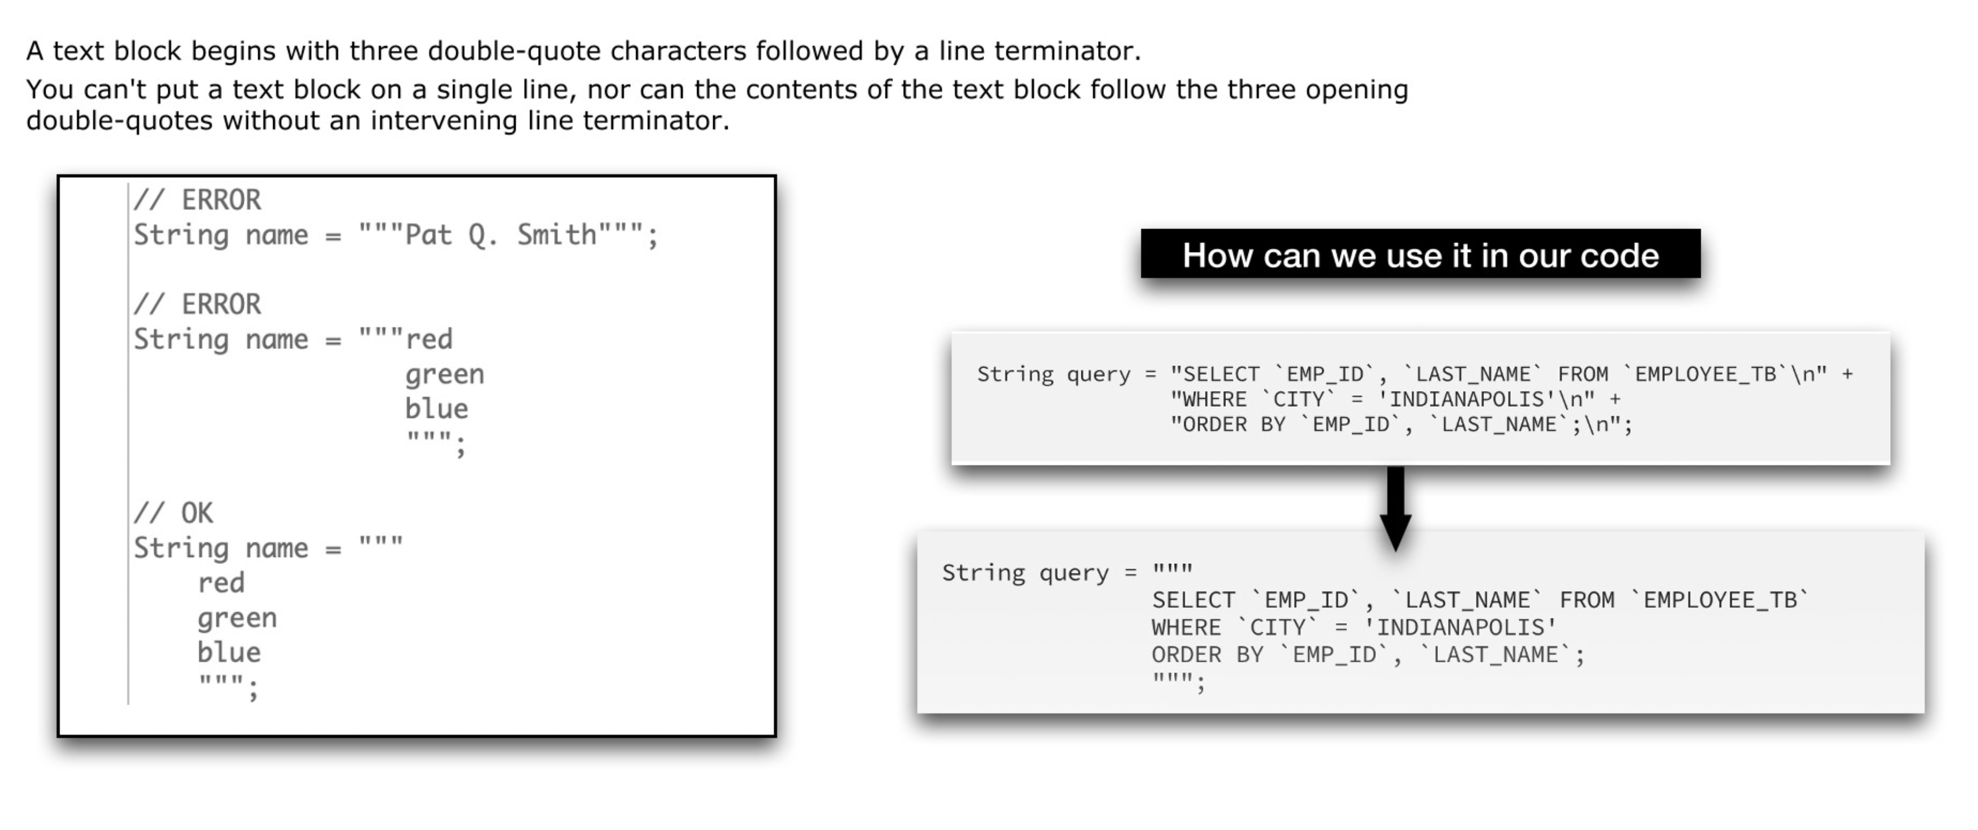 A text block begins with three double-quote characters followed by a line terminator.
You can't put a text block on a single line, nor can the contents of the text block follow the three opening
double-quotes without an intervening line terminator.
// ERROR
String name = """Pat Q. Smith""";
// ERROR
String name = """red
green
blue
""";
// OK
String name = """
red
green
blue
""";
How can we use it in our code
String query = "SELECT `EMP_ID`, `LAST_NAME` FROM `EMPLOYEE_TB`\n" +
"WHERE `CITY` = 'INDIANAPOLIS'\n" +
"ORDER BY `EMP_ID`, `LAST_NAME`;\n";
String query = """
SELECT `EMP_ID`, `LAST_NAME` FROM `EMPLOYEE_TB`
WHERE `CITY` = 'INDIANAPOLIS'
ORDER BY `EMP_ID`, `LAST_NAME`;
""";